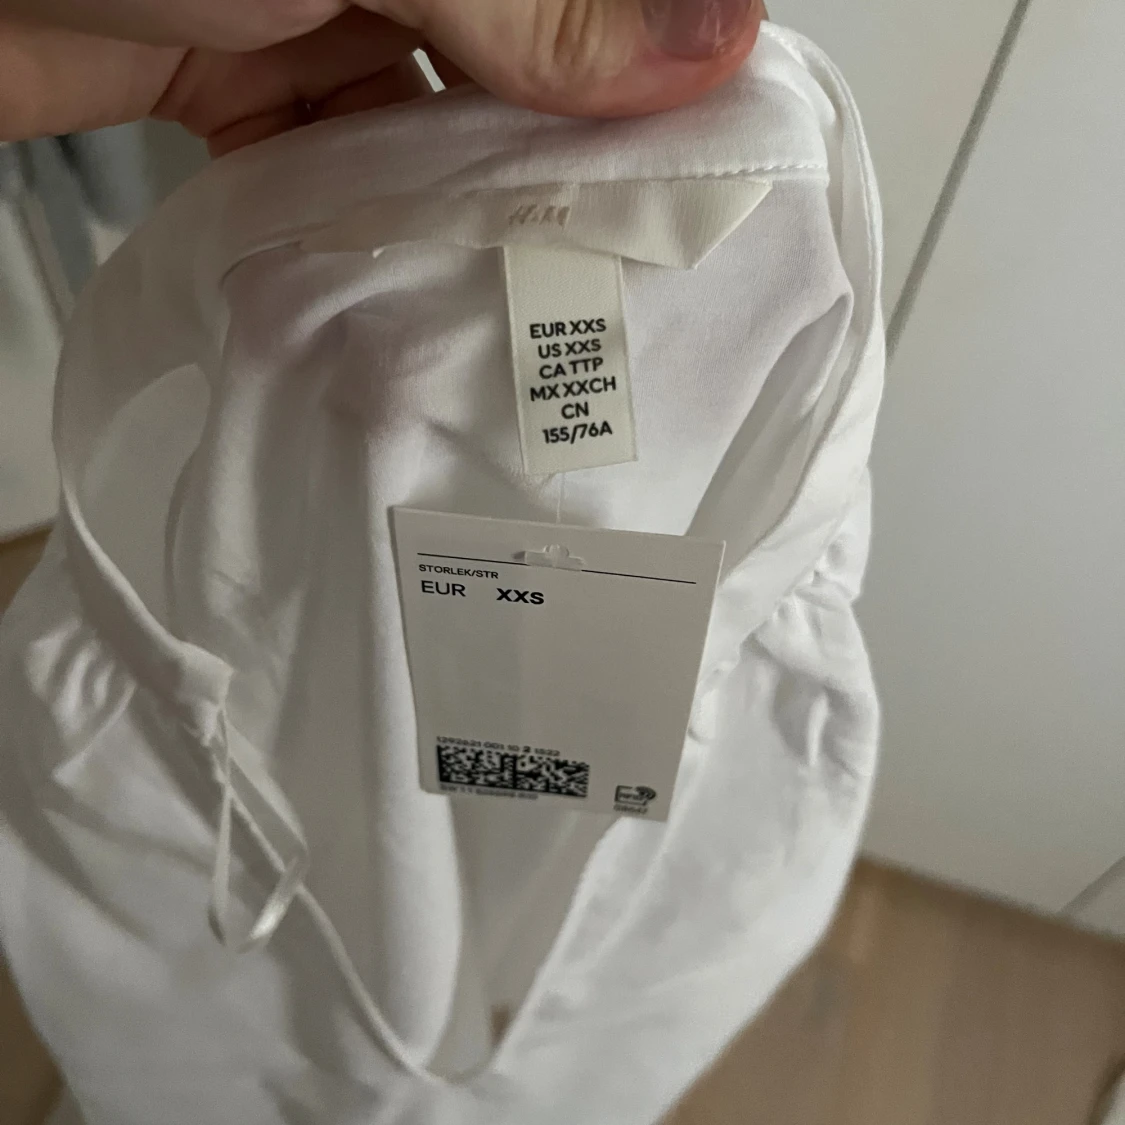 H&M
EUR XXS
US XXS
CA TTP
MX XXCH
CN
155/76A
STORLEK/STR
EUR XXS